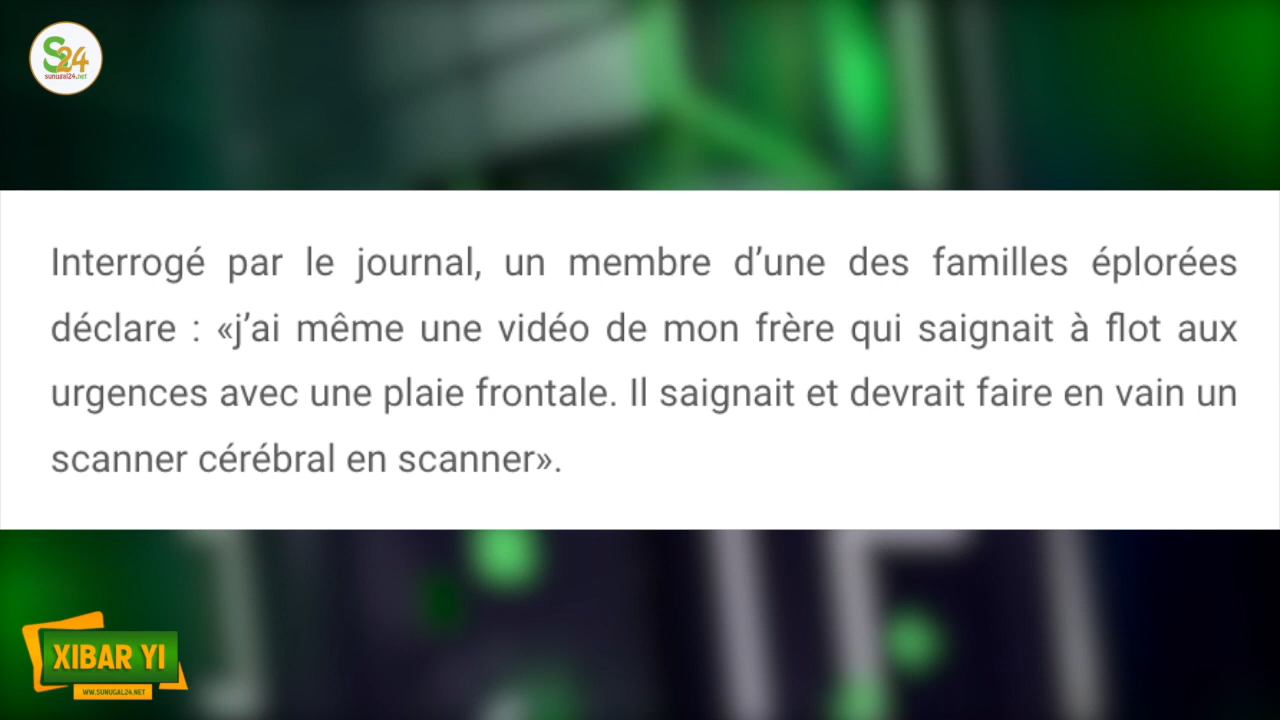 S24
sunugal24.net
Interrogé par le journal, un membre d’une des familles éplorées
déclare : «j’ai même une vidéo de mon frère qui saignait à flot aux
urgences avec une plaie frontale. Il saignait et devrait faire en vain un
scanner cérébral en scanner».
XIBAR YI
WW.SUNUGAL24.NET